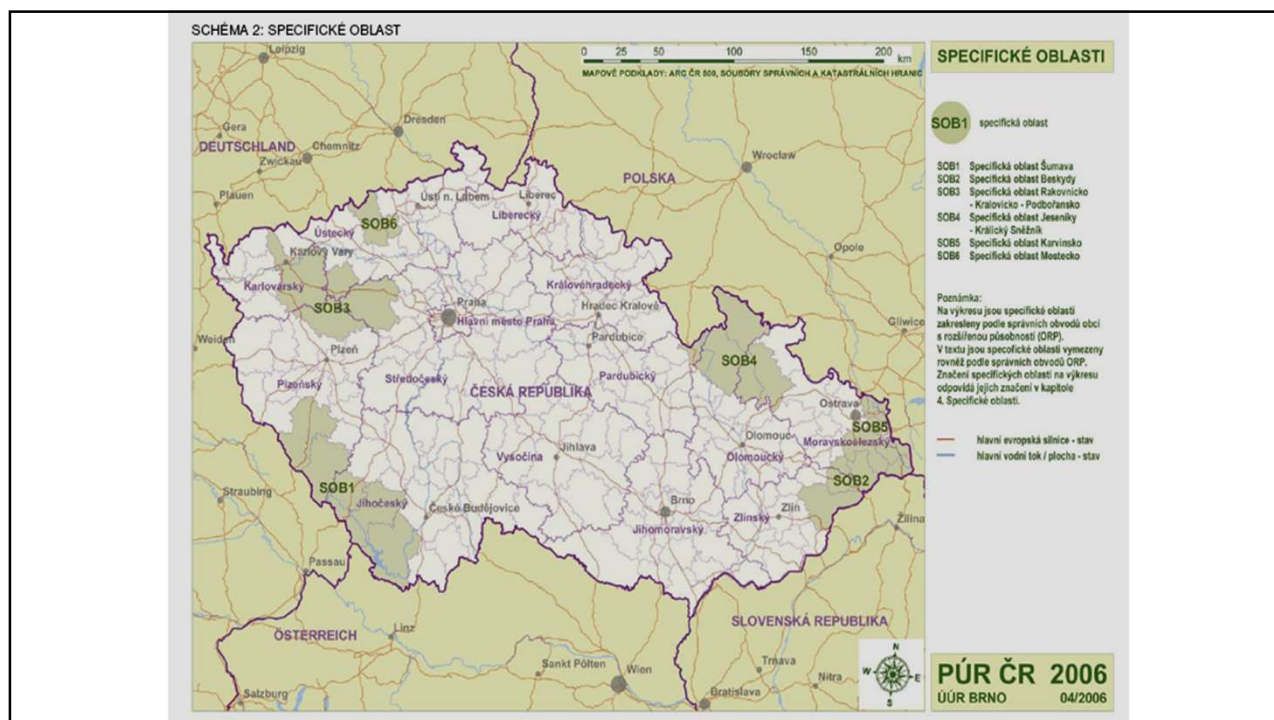 SCHÉMA 2: SPECIFICKÉ OBLAST
0 25 50 100 150 200
km
MAPOVÉ PODKLADY: ARC ČR 500, SOUBORY SPRÁVNÍCH A KATASTRÁLNÍCH HRANIC
SPECIFICKÉ OBLASTI
SOB1 specifická oblast
SOB1 Specifická oblast Šumava
SOB2 Specifická oblast Beskydy
SOB3 Specifická oblast Rakovnicko
- Kralovicko - Podbořansko
SOB4 Specifická oblast Jeseníky
- Králický Sněžník
SOB5 Specifická oblast Karvinsko
SOB6 Specifická oblast Mostecko
Poznámka:
Na výkresu jsou specifické oblasti
zakresleny podle správních obvodů obcí
s rozšířenou působností (ORP).
V textu jsou specifcké oblasti vymezeny
rovněž podle správních obvodů ORP.
Značení specifických oblastí na výkresu
odpovídá jejich značení v kapitole
4. Specifické oblasti.
hlavní evropská silnice - stav
hlavní vodní tok / plocha - stav
Leipzig
Dresden
Gera
DEUTSCHLAND
Chemnitz
Zwickau
Plauen
Wrocław
POLSKA
Ústí n. Labem
Liberec
Liberecký
SOB6
Ústecký
Opole
Karlovy Vary
Karlovarský
SOB3
Praha
Hlavní město Praha
Královéhradecký
Hradec Králové
Pardubice
Gliwice
Weiden
Plzeň
Plzeňský
Středočeský
Pardubický
SOB4
ČESKÁ REPUBLIKA
Ostrava
SOB5
Olomouc
Moravskoslezský
Olomoucký
Jihlava
Vysočina
SOB2
SOB1
Jihočeský
České Budějovice
Straubing
Brno
Zlín
Zlínský
Jihomoravský
Žilina
Passau
ÖSTERREICH
Linz
SLOVENSKÁ REPUBLIKA
Sankt Pölten
Wien
Trnava
Nitra
Salzburg
Bratislava
N
W E
S
PÚR ČR 2006
ÚÚR BRNO 04/2006